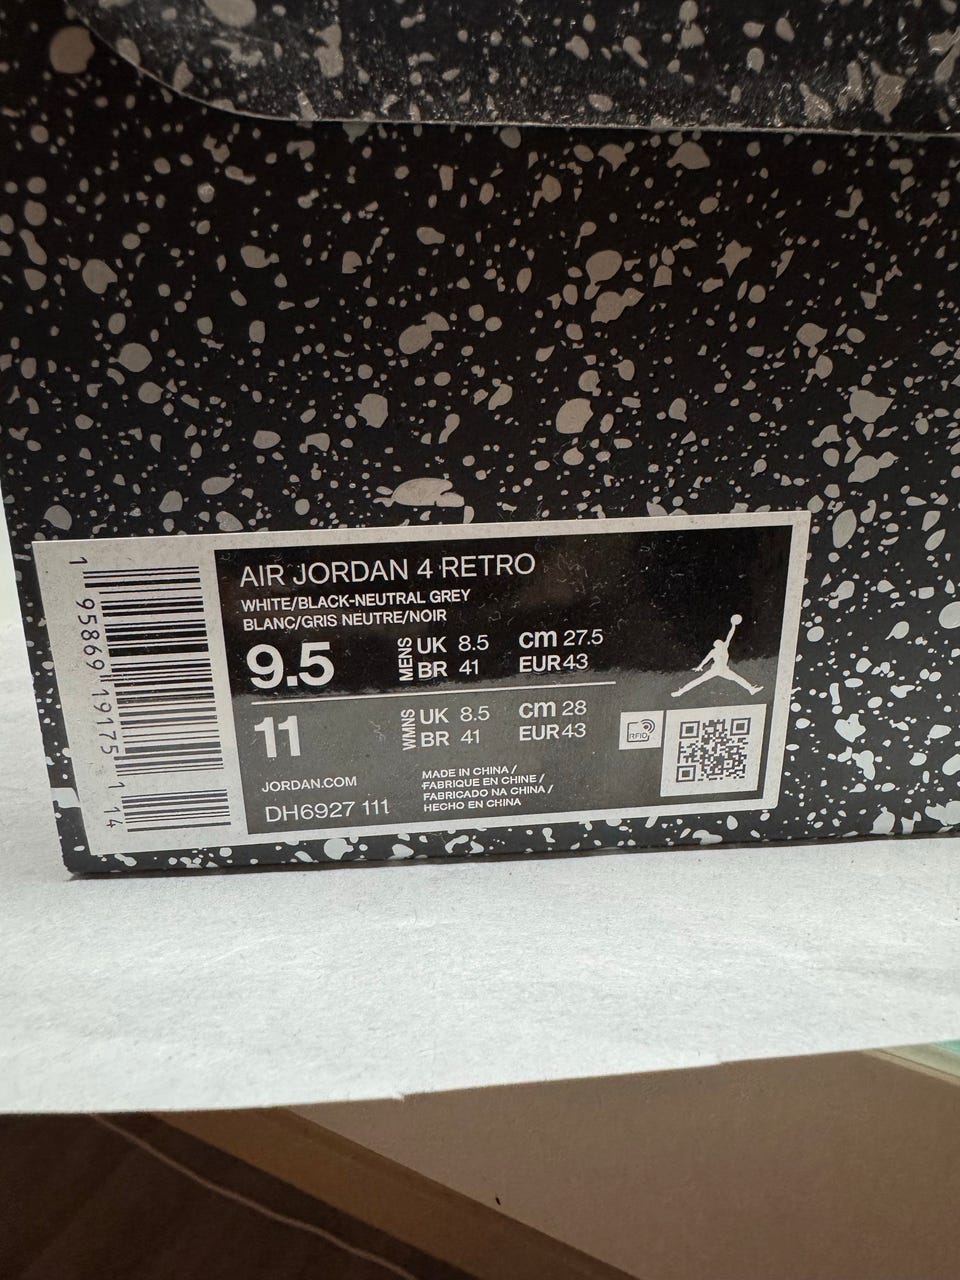 AIR JORDAN 4 RETRO
WHITE/BLACK-NEUTRAL GREY
BLANC/GRIS NEUTRE/NOIR
9.5 MENS UK 8.5 cm 27.5
BR 41 EUR 43
11 WMNS UK 8.5 cm 28
BR 41 EUR 43
RFID
JORDAN.COM
DH6927 111
MADE IN CHINA /
FABRIQUE EN CHINE /
FABRICADO NA CHINA /
HECHO EN CHINA
1 95869 19175 1 14